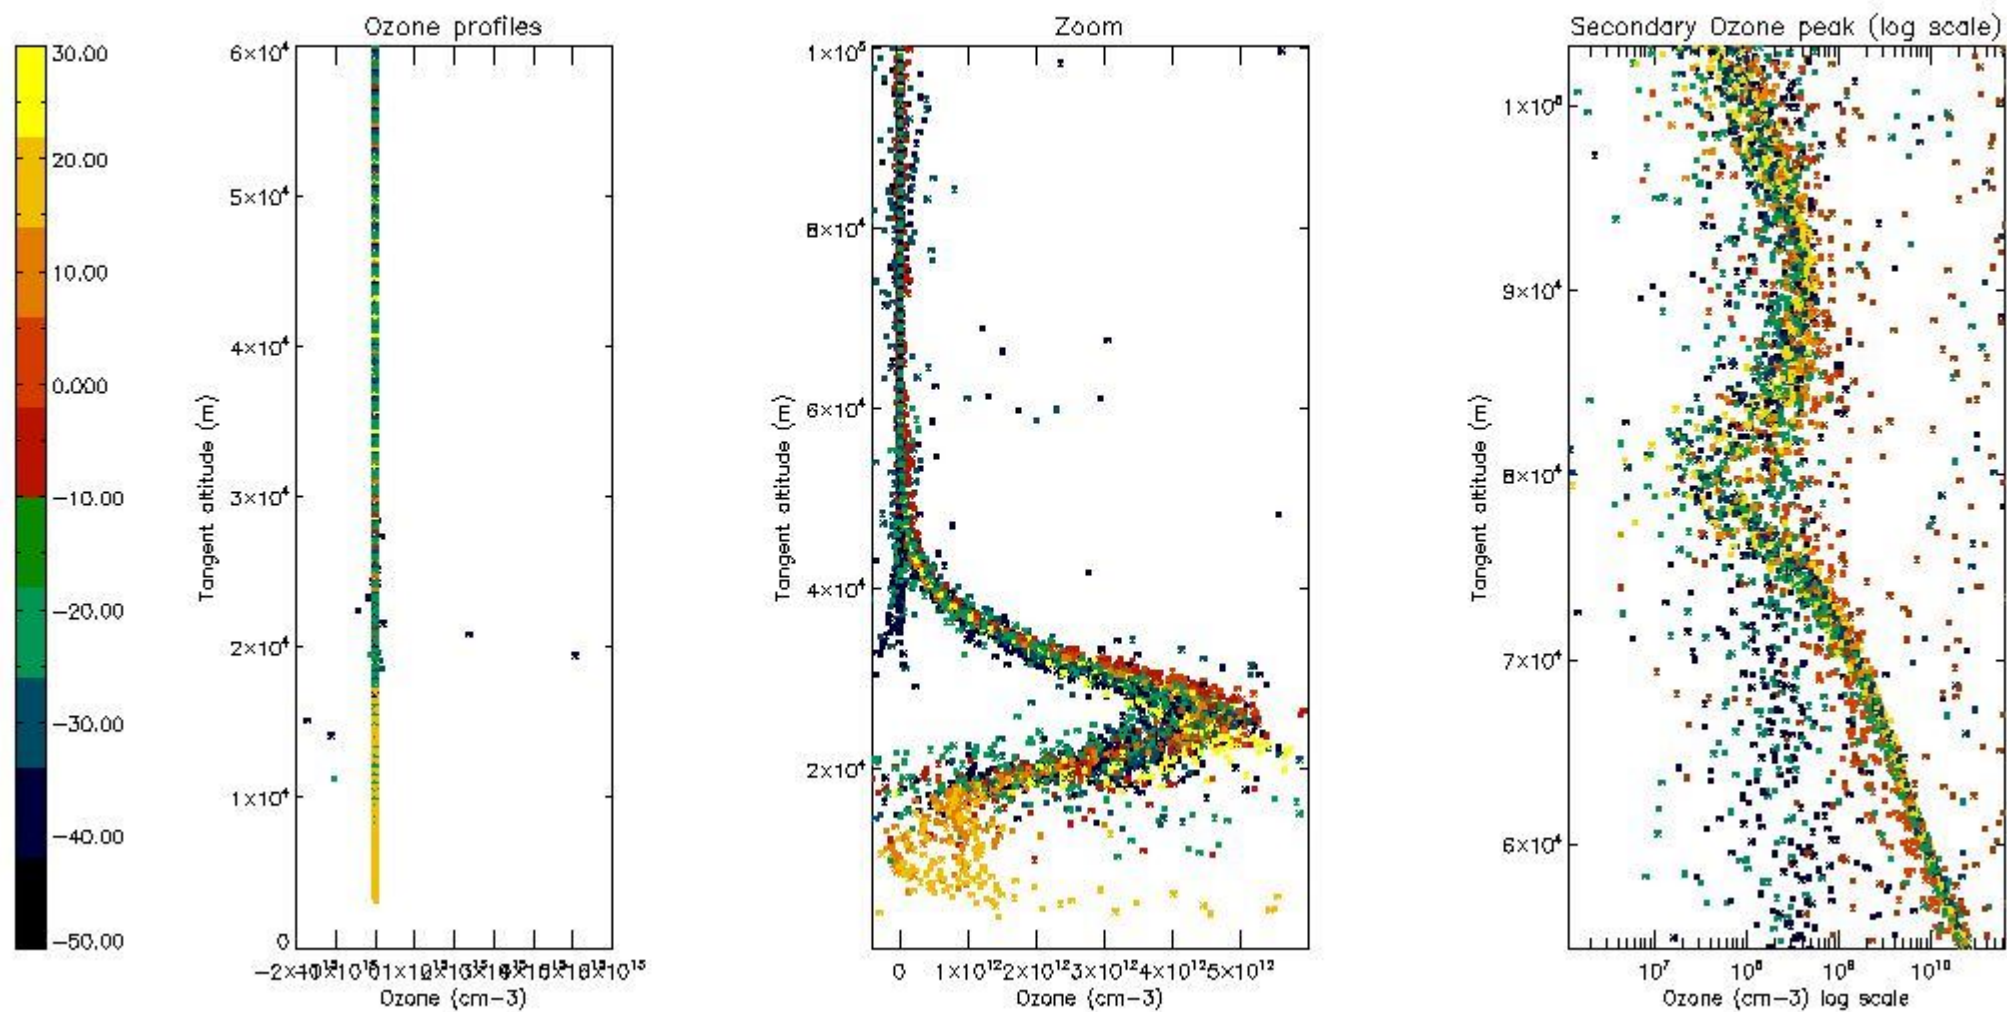 Ozone profiles
Zoom
Secondary Ozone peak (log scale)
30.00
20.00
10.00
0.000
−10.00
−20.00
−30.00
−40.00
−50.00
6×10⁴
5×10⁴
4×10⁴
3×10⁴
2×10⁴
1×10⁴
0
Tangent altitude (m)
Ozone (cm−3)
1×10⁵
8×10⁴
6×10⁴
4×10⁴
2×10⁴
Tangent altitude (m)
0 1×10¹² 2×10¹² 3×10¹² 4×10¹² 5×10¹²
Ozone (cm−3)
1×10⁵
9×10⁴
8×10⁴
7×10⁴
6×10⁴
Tangent altitude (m)
10⁷ 10⁸ 10⁹ 10¹⁰
Ozone (cm−3) log scale